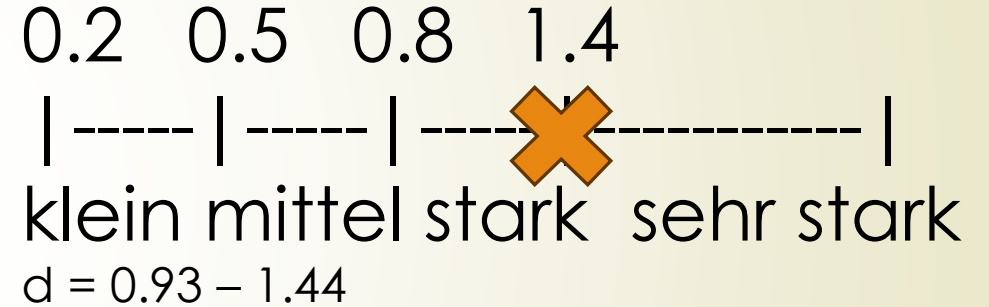 0.2 0.5 0.8 1.4
|-----|-----|-----|------------|
klein mittel stark sehr stark
d = 0.93 – 1.44